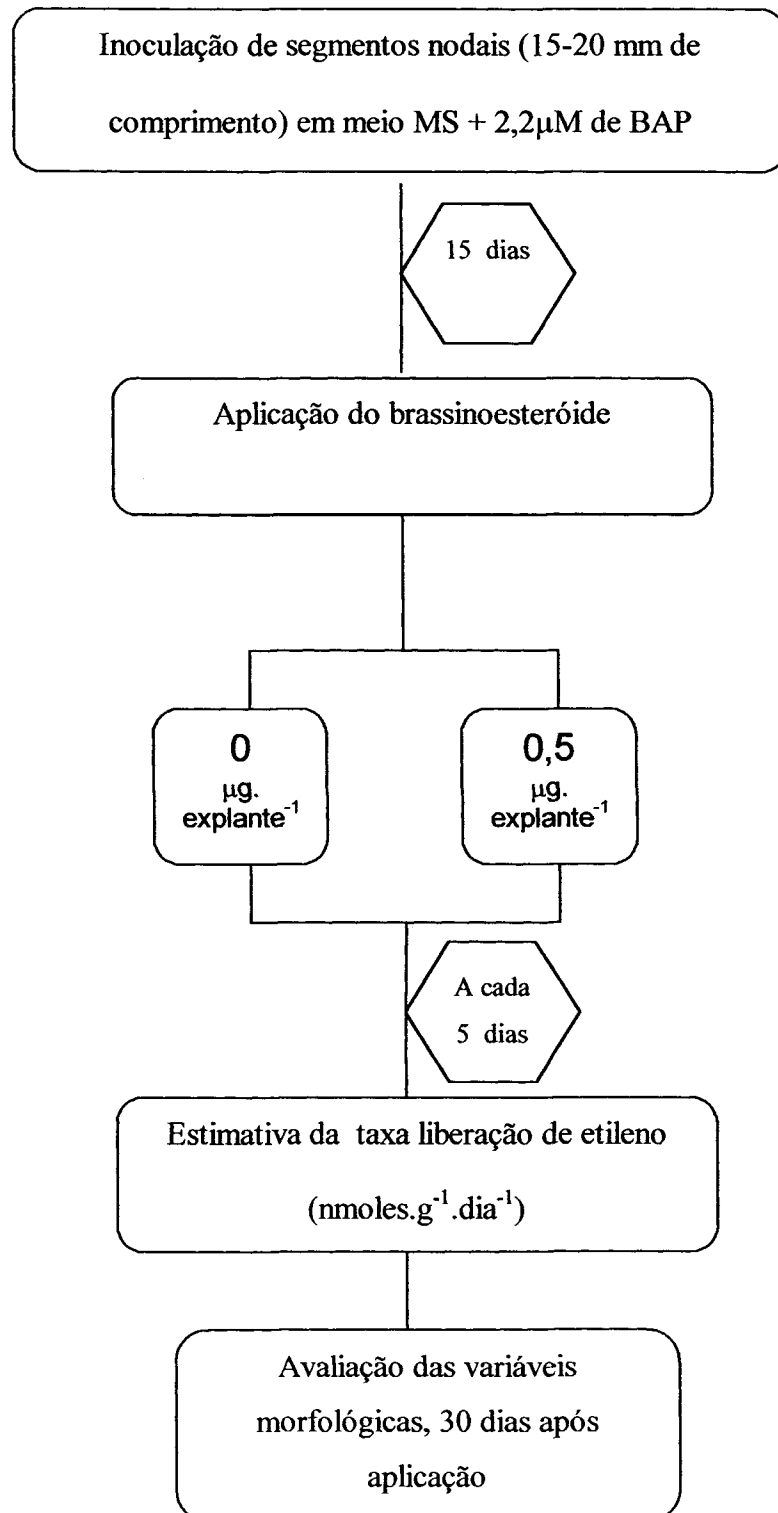 Inoculação de segmentos nodais (15-20 mm de
comprimento) em meio MS + 2,2μM de BAP
15 dias
Aplicação do brassinoesteróide
0
μg.
explante⁻¹
0,5
μg.
explante⁻¹
A cada
5 dias
Estimativa da taxa liberação de etileno
(nmoles.g⁻¹.dia⁻¹)
Avaliação das variáveis
morfológicas, 30 dias após
aplicação